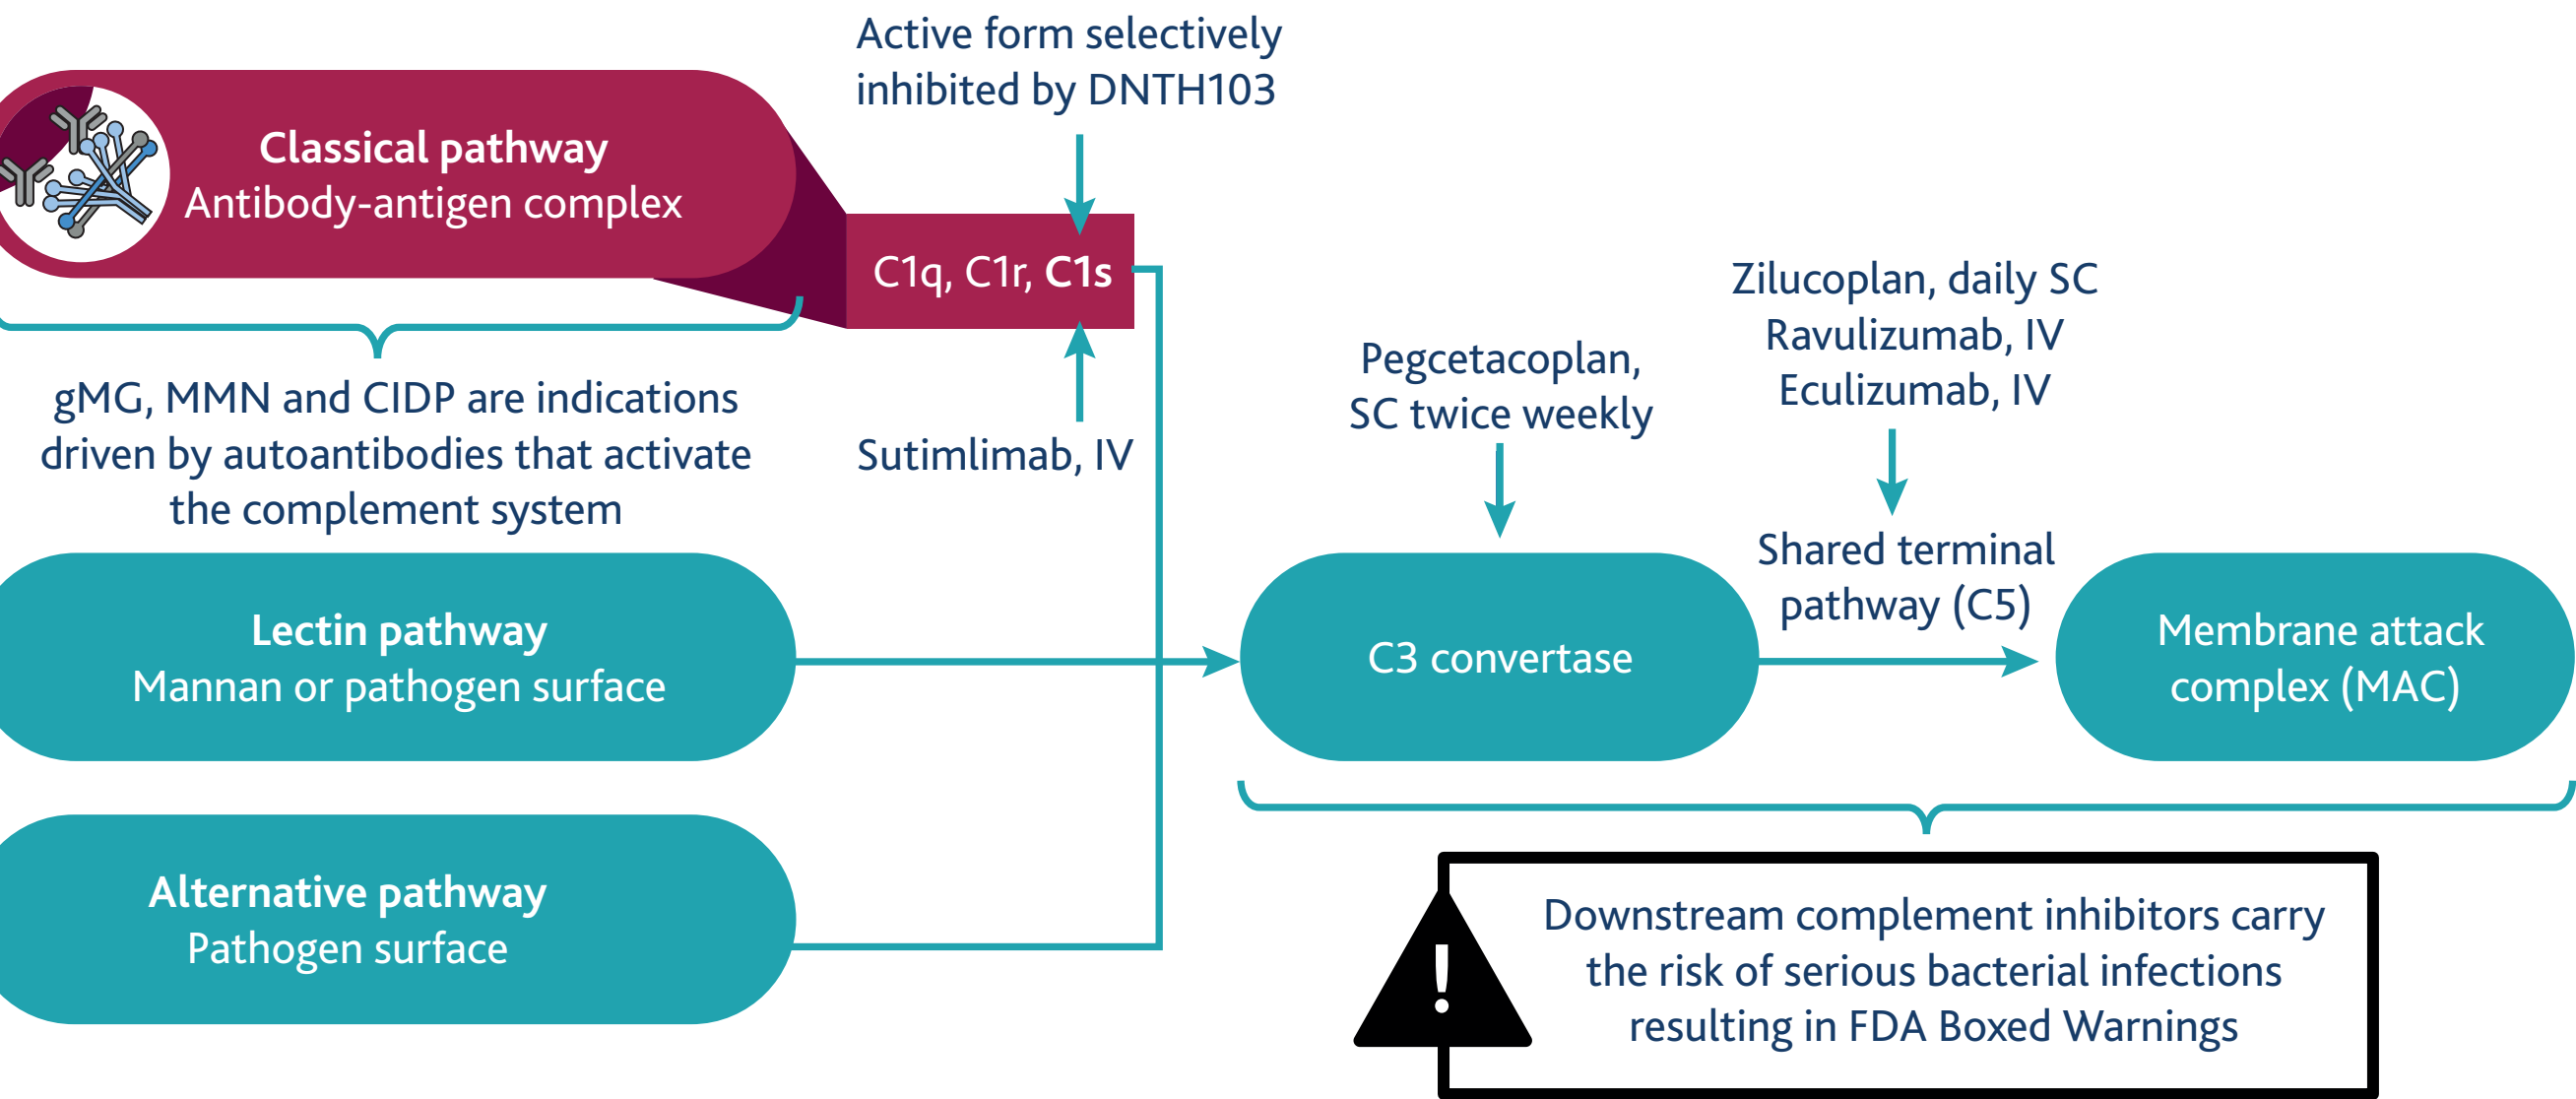 Active form selectively
inhibited by DNTH103
Classical pathway
Antibody-antigen complex
C1q, C1r, C1s
Sutimlimab, IV
gMG, MMN and CIDP are indications
driven by autoantibodies that activate
the complement system
Pegcetacoplan,
SC twice weekly
Zilucoplan, daily SC
Ravulizumab, IV
Eculizumab, IV
Lectin pathway
Mannan or pathogen surface
C3 convertase
Shared terminal
pathway (C5)
Membrane attack
complex (MAC)
Alternative pathway
Pathogen surface
!
Downstream complement inhibitors carry
the risk of serious bacterial infections
resulting in FDA Boxed Warnings